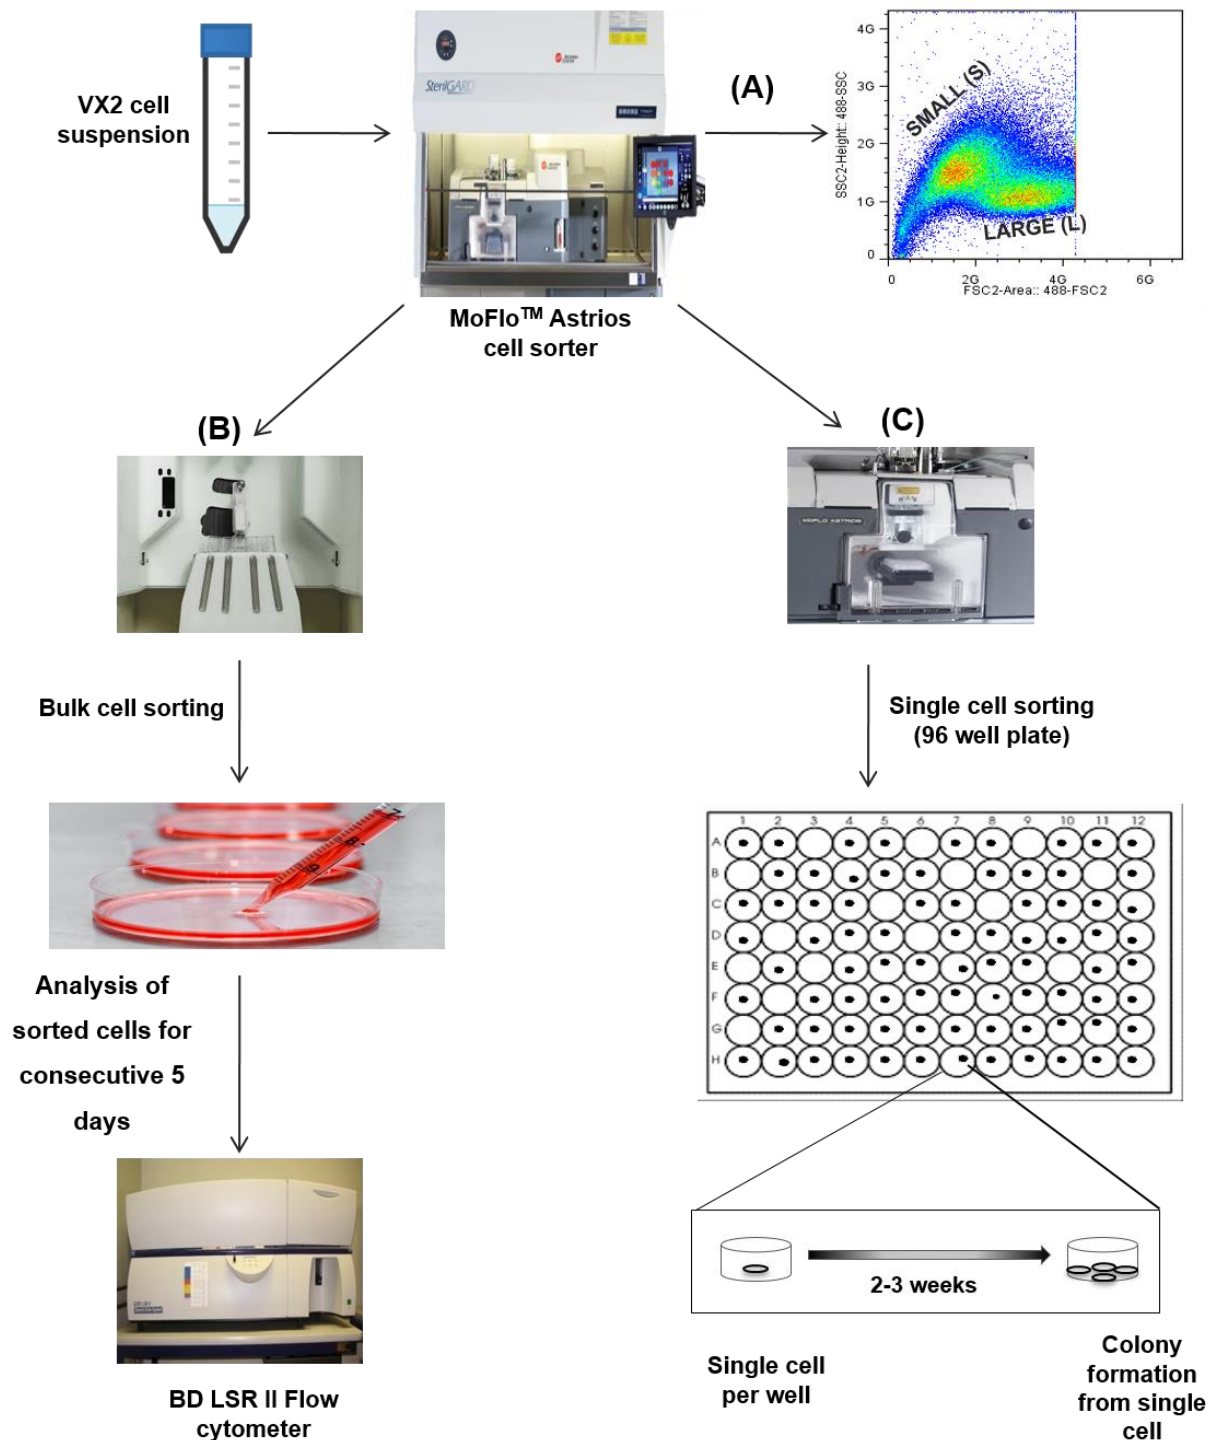 VX2 cell
suspension
SterilGARD
(A)
4G
3G
2G
1G
0
SSC2-Height:: 488-SSC
SMALL (S)
LARGE (L)
0
2G
4G
6G
FSC2-Area:: 488-FSC2
MoFlo™ Astrios
cell sorter
(B)
(C)
MOFLO ASTRIOS
Bulk cell sorting
Single cell sorting
(96 well plate)
1 2 3 4 5 6 7 8 9 10 11 12
A
B
C
D
E
F
G
H
Analysis of
sorted cells for
consecutive 5
days
2-3 weeks
Single cell
per well
Colony
formation
from single
cell
BD LSR II Flow
cytometer